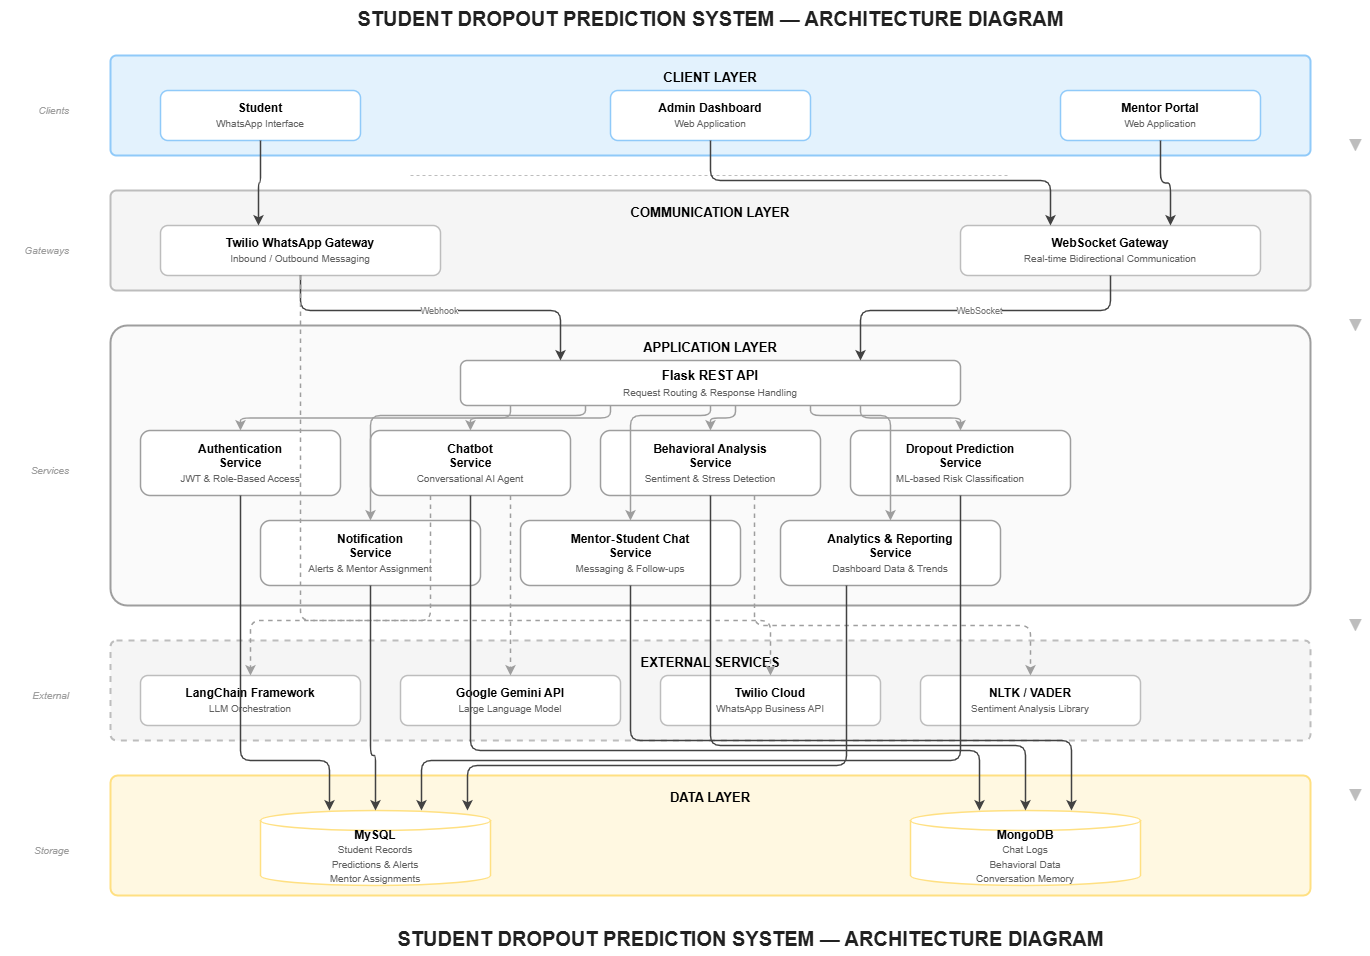 STUDENT DROPOUT PREDICTION SYSTEM — ARCHITECTURE DIAGRAM
CLIENT LAYER
Clients
Student
WhatsApp Interface
Admin Dashboard
Web Application
Mentor Portal
Web Application
COMMUNICATION LAYER
Gateways
Twilio WhatsApp Gateway
Inbound / Outbound Messaging
WebSocket Gateway
Real-time Bidirectional Communication
Webhook
WebSocket
APPLICATION LAYER
Flask REST API
Request Routing & Response Handling
Services
Authentication
Service
JWT & Role-Based Access
Chatbot
Service
Conversational AI Agent
Behavioral Analysis
Service
Sentiment & Stress Detection
Dropout Prediction
Service
ML-based Risk Classification
Notification
Service
Alerts & Mentor Assignment
Mentor-Student Chat
Service
Messaging & Follow-ups
Analytics & Reporting
Service
Dashboard Data & Trends
EXTERNAL SERVICES
External
LangChain Framework
LLM Orchestration
Google Gemini API
Large Language Model
Twilio Cloud
WhatsApp Business API
NLTK / VADER
Sentiment Analysis Library
DATA LAYER
Storage
MySQL
Student Records
Predictions & Alerts
Mentor Assignments
MongoDB
Chat Logs
Behavioral Data
Conversation Memory
STUDENT DROPOUT PREDICTION SYSTEM — ARCHITECTURE DIAGRAM